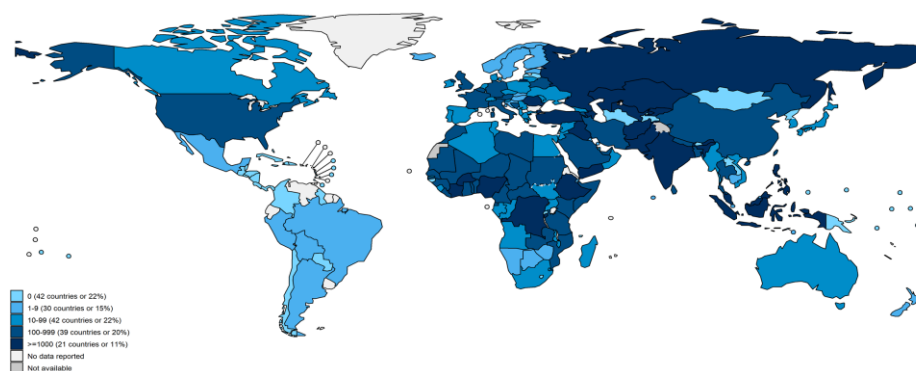 0 (42 countries or 22%)
1-9 (30 countries or 15%)
10-99 (42 countries or 22%)
100-999 (39 countries or 20%)
>=1000 (21 countries or 11%)
No data reported
Not available